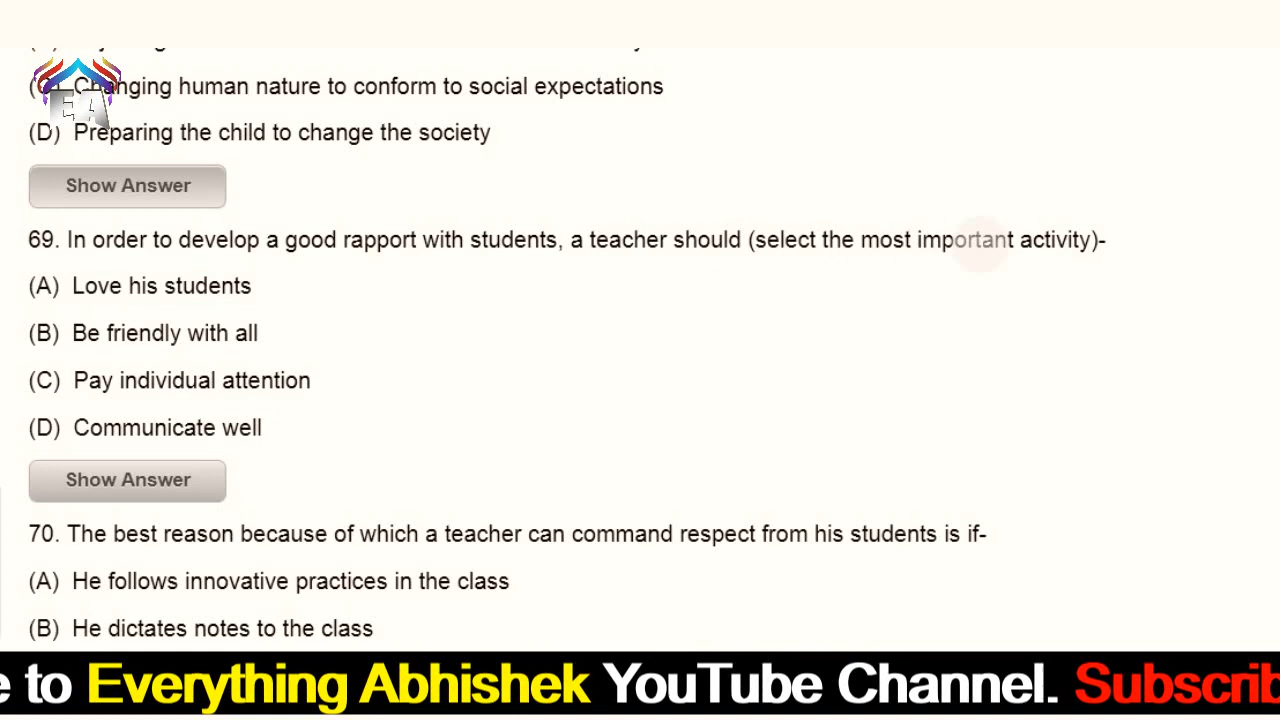 (C) Changing human nature to conform to social expectations
EA
(D) Preparing the child to change the society
Show Answer
69. In order to develop a good rapport with students, a teacher should (select the most important activity)-
(A) Love his students
(B) Be friendly with all
(C) Pay individual attention
(D) Communicate well
Show Answer
70. The best reason because of which a teacher can command respect from his students is if-
(A) He follows innovative practices in the class
(B) He dictates notes to the class
e to Everything Abhishek YouTube Channel. Subscrib